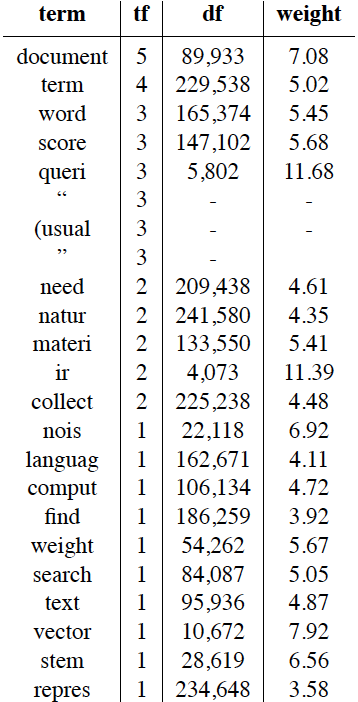 term tf df weight
document 5 89,933 7.08
term 4 229,538 5.02
word 3 165,374 5.45
score 3 147,102 5.68
queri 3 5,802 11.68
“ 3 - -
(usual 3 - -
” 3 -
need 2 209,438 4.61
natur 2 241,580 4.35
materi 2 133,550 5.41
ir 2 4,073 11.39
collect 2 225,238 4.48
nois 1 22,118 6.92
languag 1 162,671 4.11
comput 1 106,134 4.72
find 1 186,259 3.92
weight 1 54,262 5.67
search 1 84,087 5.05
text 1 95,936 4.87
vector 1 10,672 7.92
stem 1 28,619 6.56
repres 1 234,648 3.58